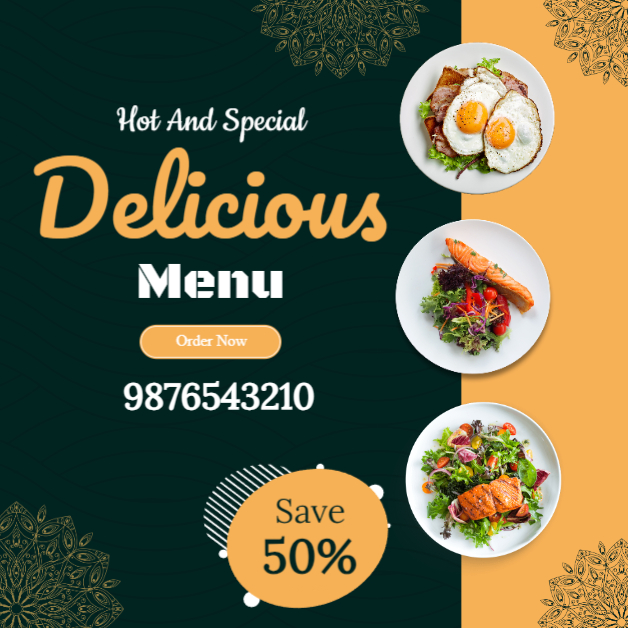 Hot And Special
Delicious
Menu
Order Now
9876543210
Save
50%